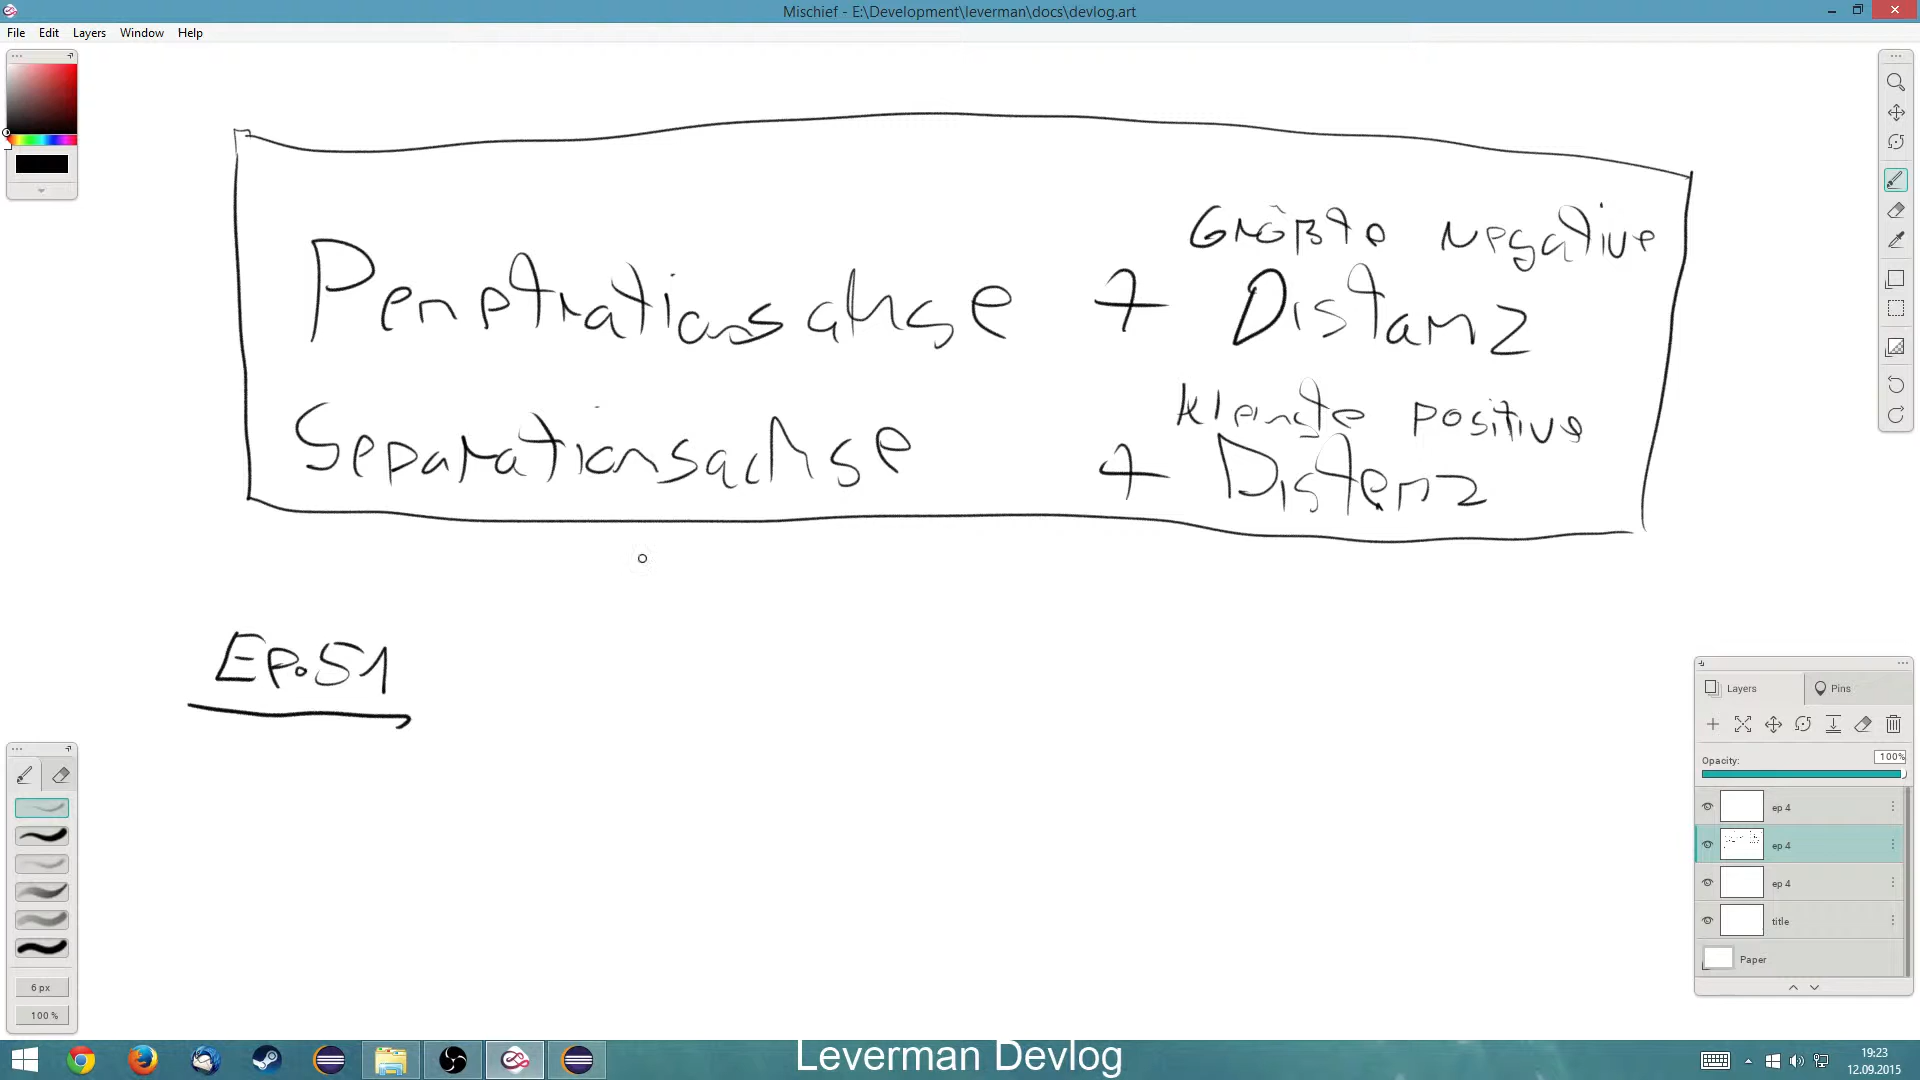 Mischief - E:\Development\leverman\docs\devlog.art
File Edit Layers Window Help
Größte negative
Penetrationsachse + Distanz
kleinste positive
Separationsachse + Distanz
Ep.51
Layers Pins
Opacity: 100%
ep 4
ep 4
ep 4
title
Paper
6 px
100 %
Leverman Devlog
19:23
12.09.2015